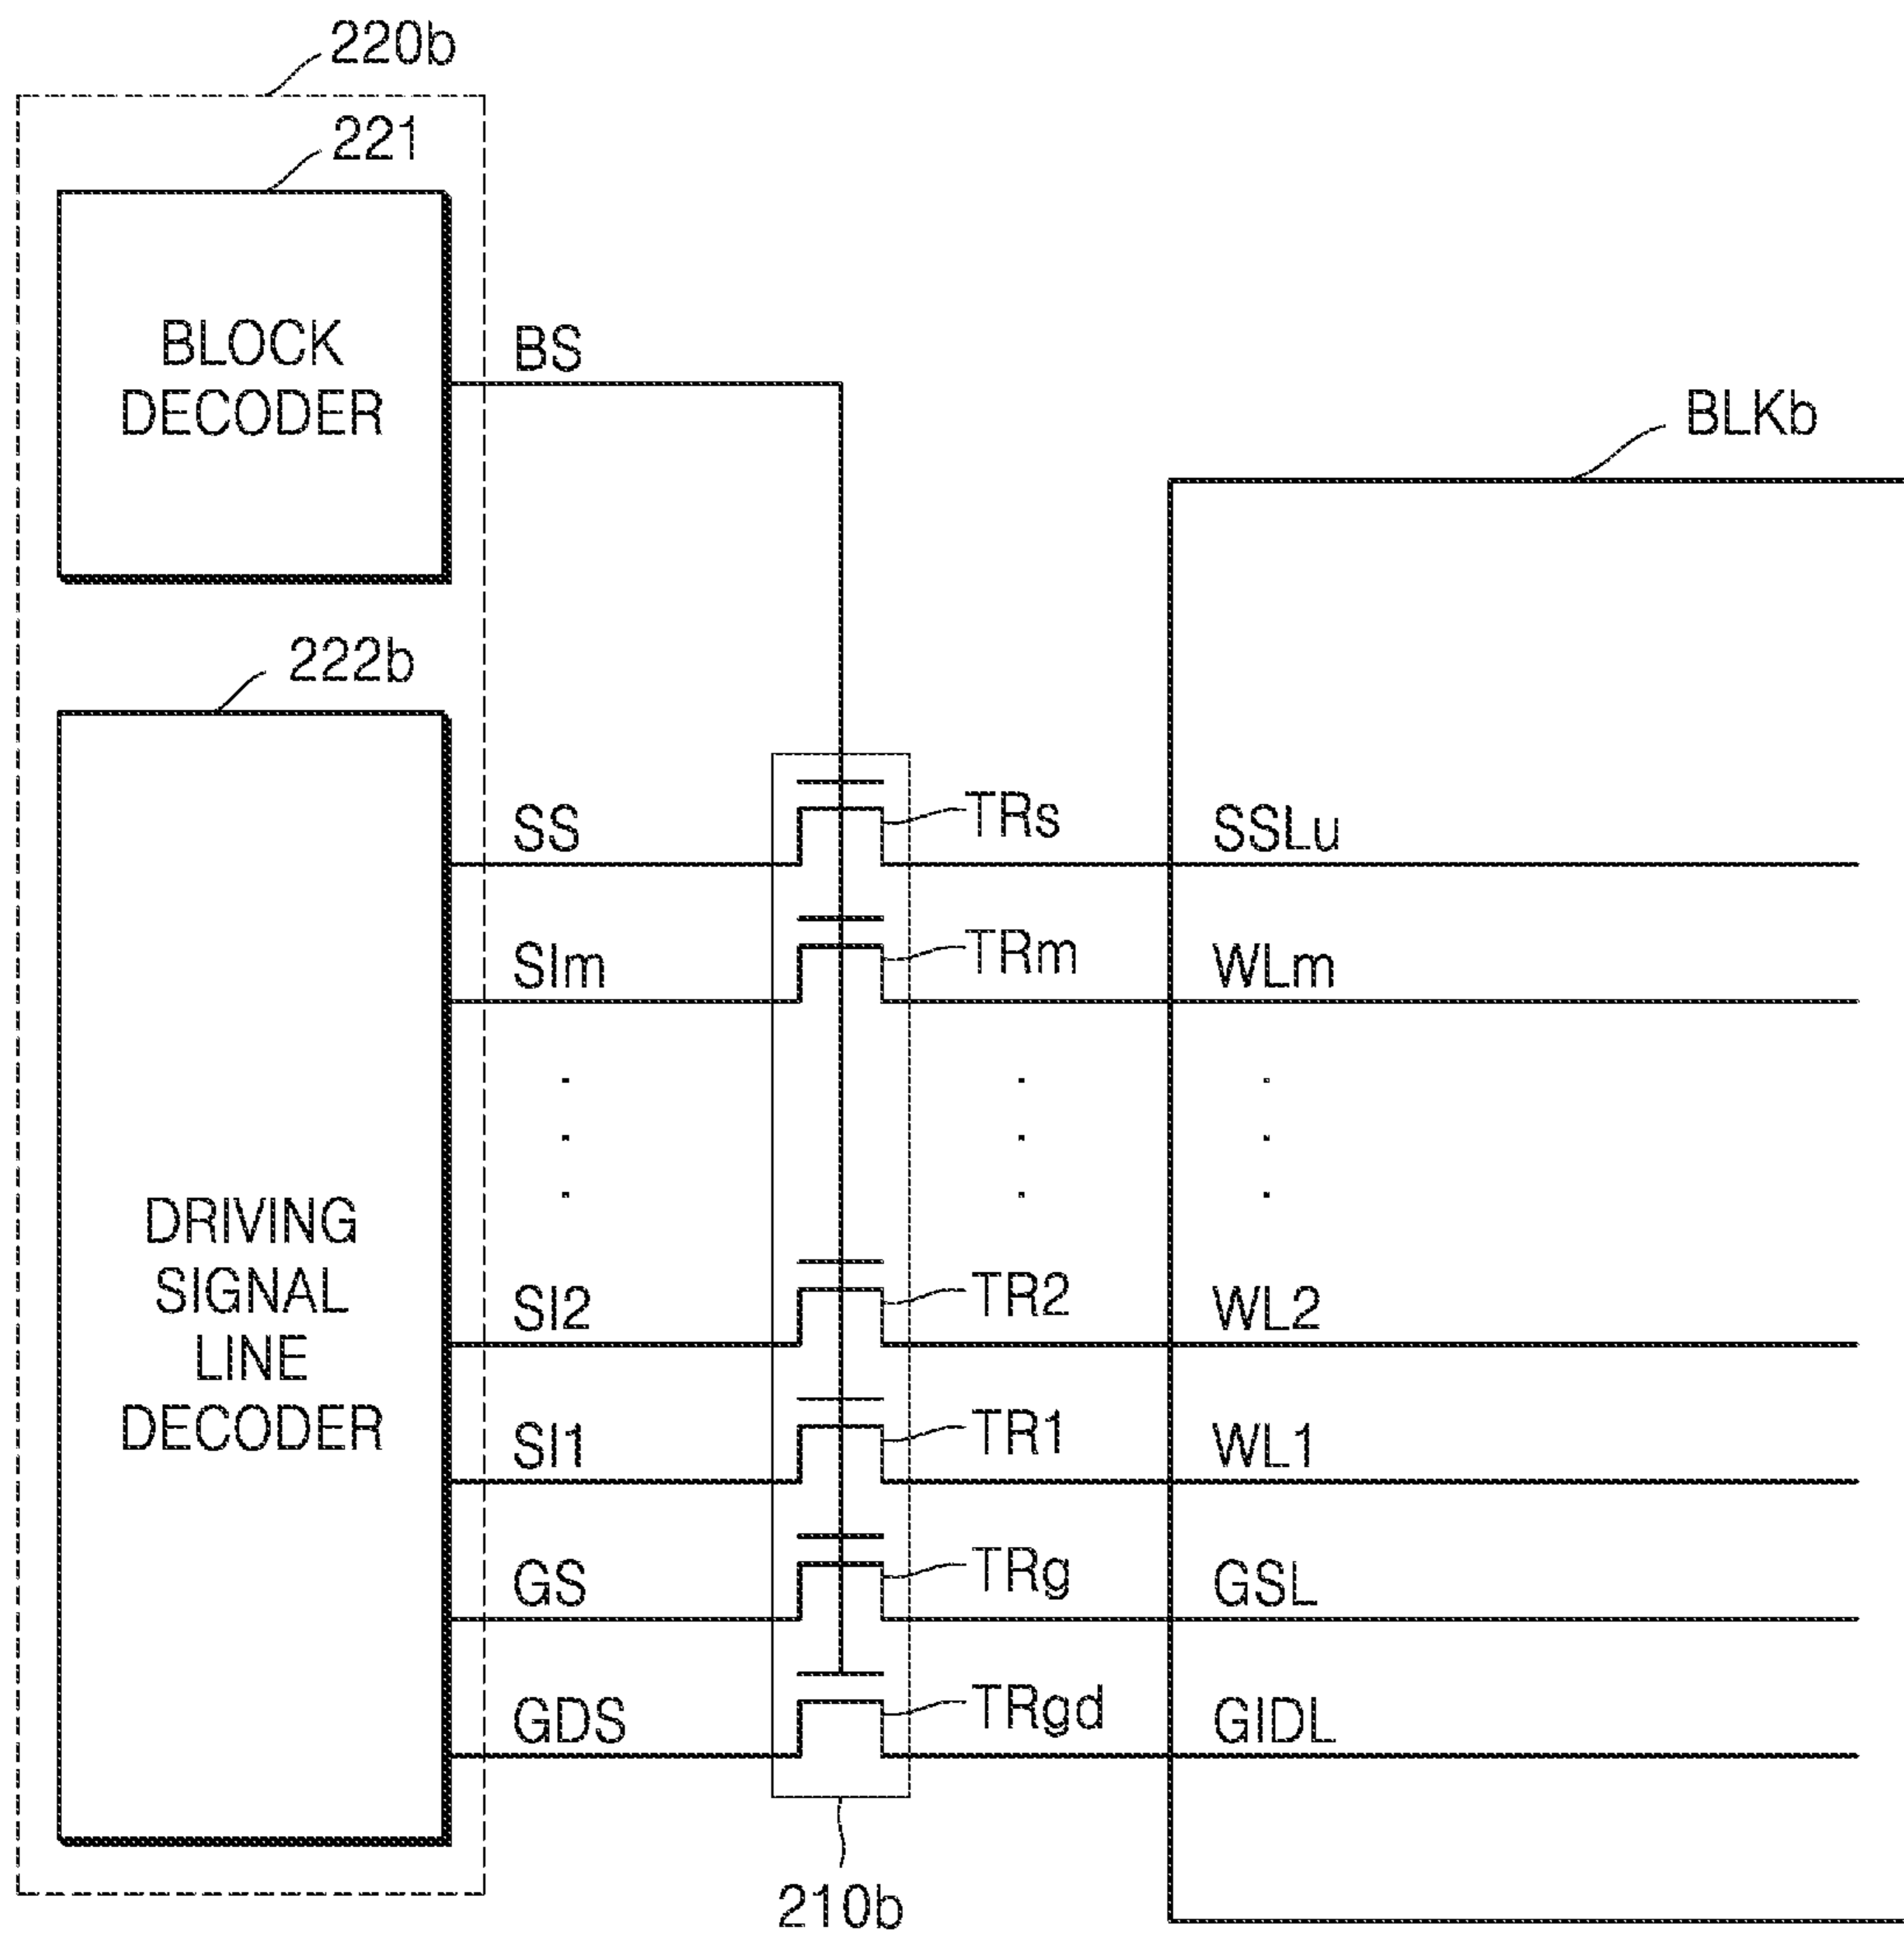 220b
221
BLOCK
DECODER
BS
BLKb
222b
SS
TRs
SSLu
SIm
TRm
WLm
DRIVING
SIGNAL
LINE
DECODER
SI2
TR2
WL2
SI1
TR1
WL1
GS
TRg
GSL
GDS
TRgd
GIDL
210b